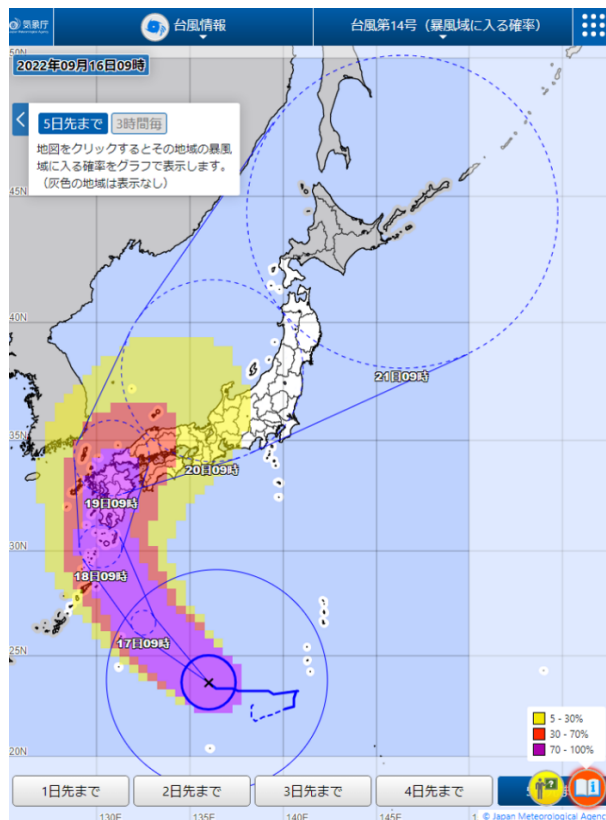 気象庁
Japan Meteorological Agency
台風情報
台風第14号（暴風域に入る確率）
50N
2022年09月16日09時
5日先まで
3時間毎
地図をクリックするとその地域の暴風
域に入る確率をグラフで表示します。
（灰色の地域は表示なし）
45N
40N
21日09時
35N
20日09時
19日09時
30N
18日09時
17日09時
25N
5 - 30%
30 - 70%
70 - 100%
20N
1日先まで
2日先まで
3日先まで
4日先まで
130E
135E
140E
145E
© Japan Meteorological Agenc